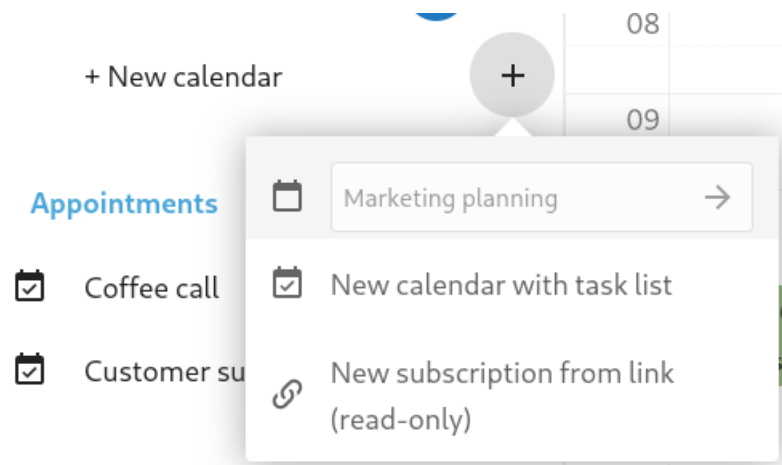 08
+ New calendar
+
09
Marketing planning
Appointments
Coffee call
New calendar with task list
Customer su
New subscription from link
(read-only)